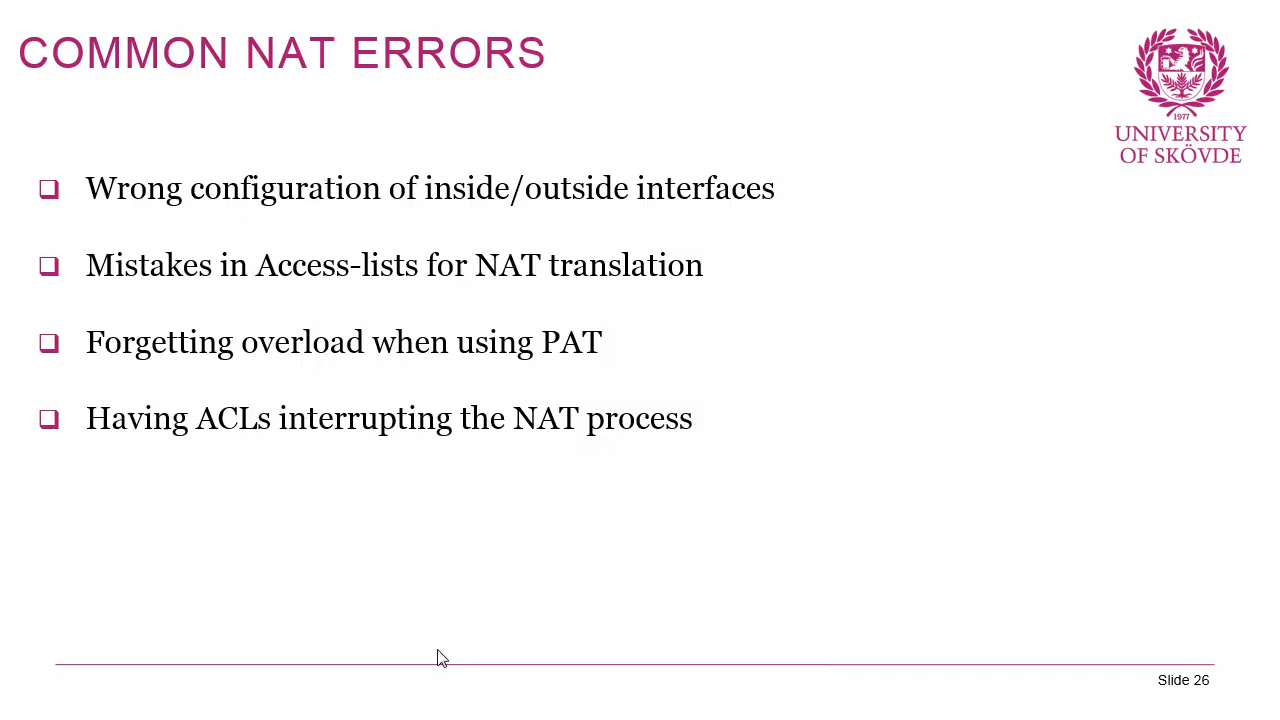 COMMON NAT ERRORS
1977
UNIVERSITY
OF SKÖVDE
Wrong configuration of inside/outside interfaces
Mistakes in Access-lists for NAT translation
Forgetting overload when using PAT
Having ACLs interrupting the NAT process
Slide 26